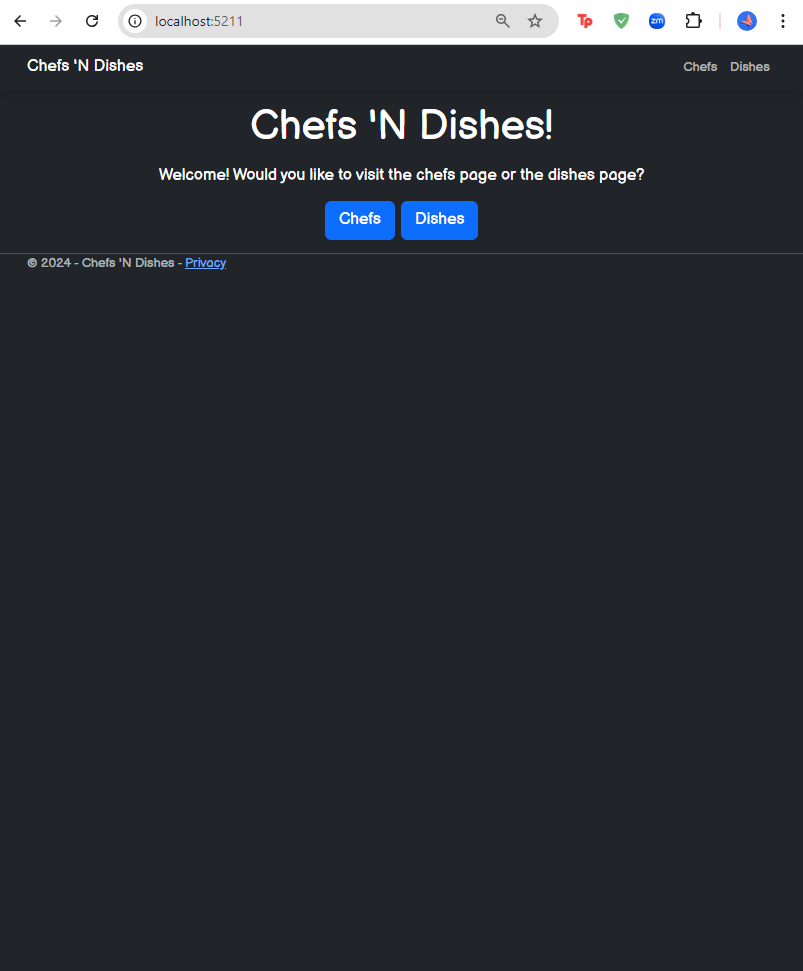 localhost:5211
Tp
zm
Chefs 'N Dishes
Chefs Dishes
Chefs 'N Dishes!
Welcome! Would you like to visit the chefs page or the dishes page?
Chefs Dishes
© 2024 - Chefs 'N Dishes - Privacy